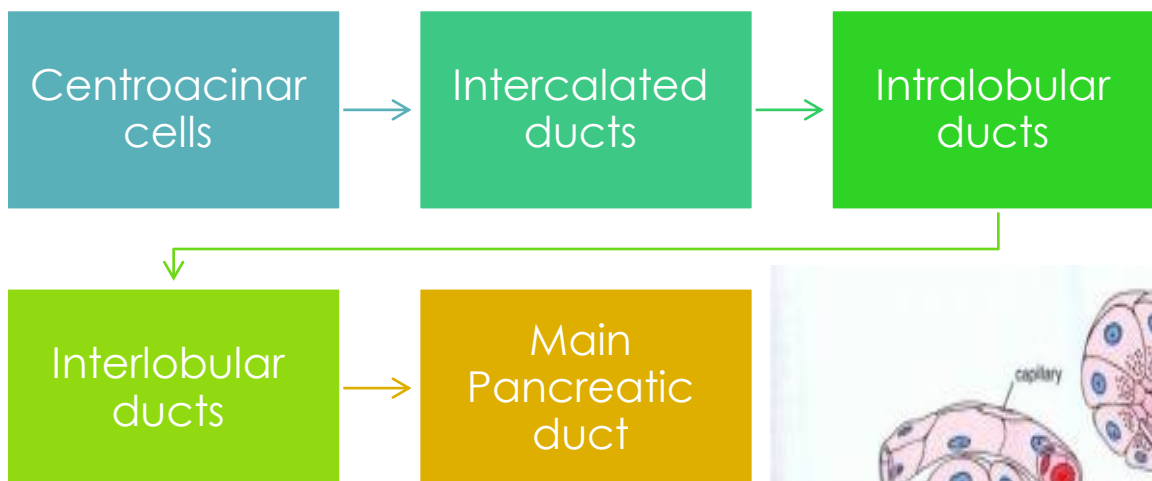 Centroacinar
cells
Intercalated
ducts
Intralobular
ducts
Interlobular
ducts
Main
Pancreatic
duct
capillary